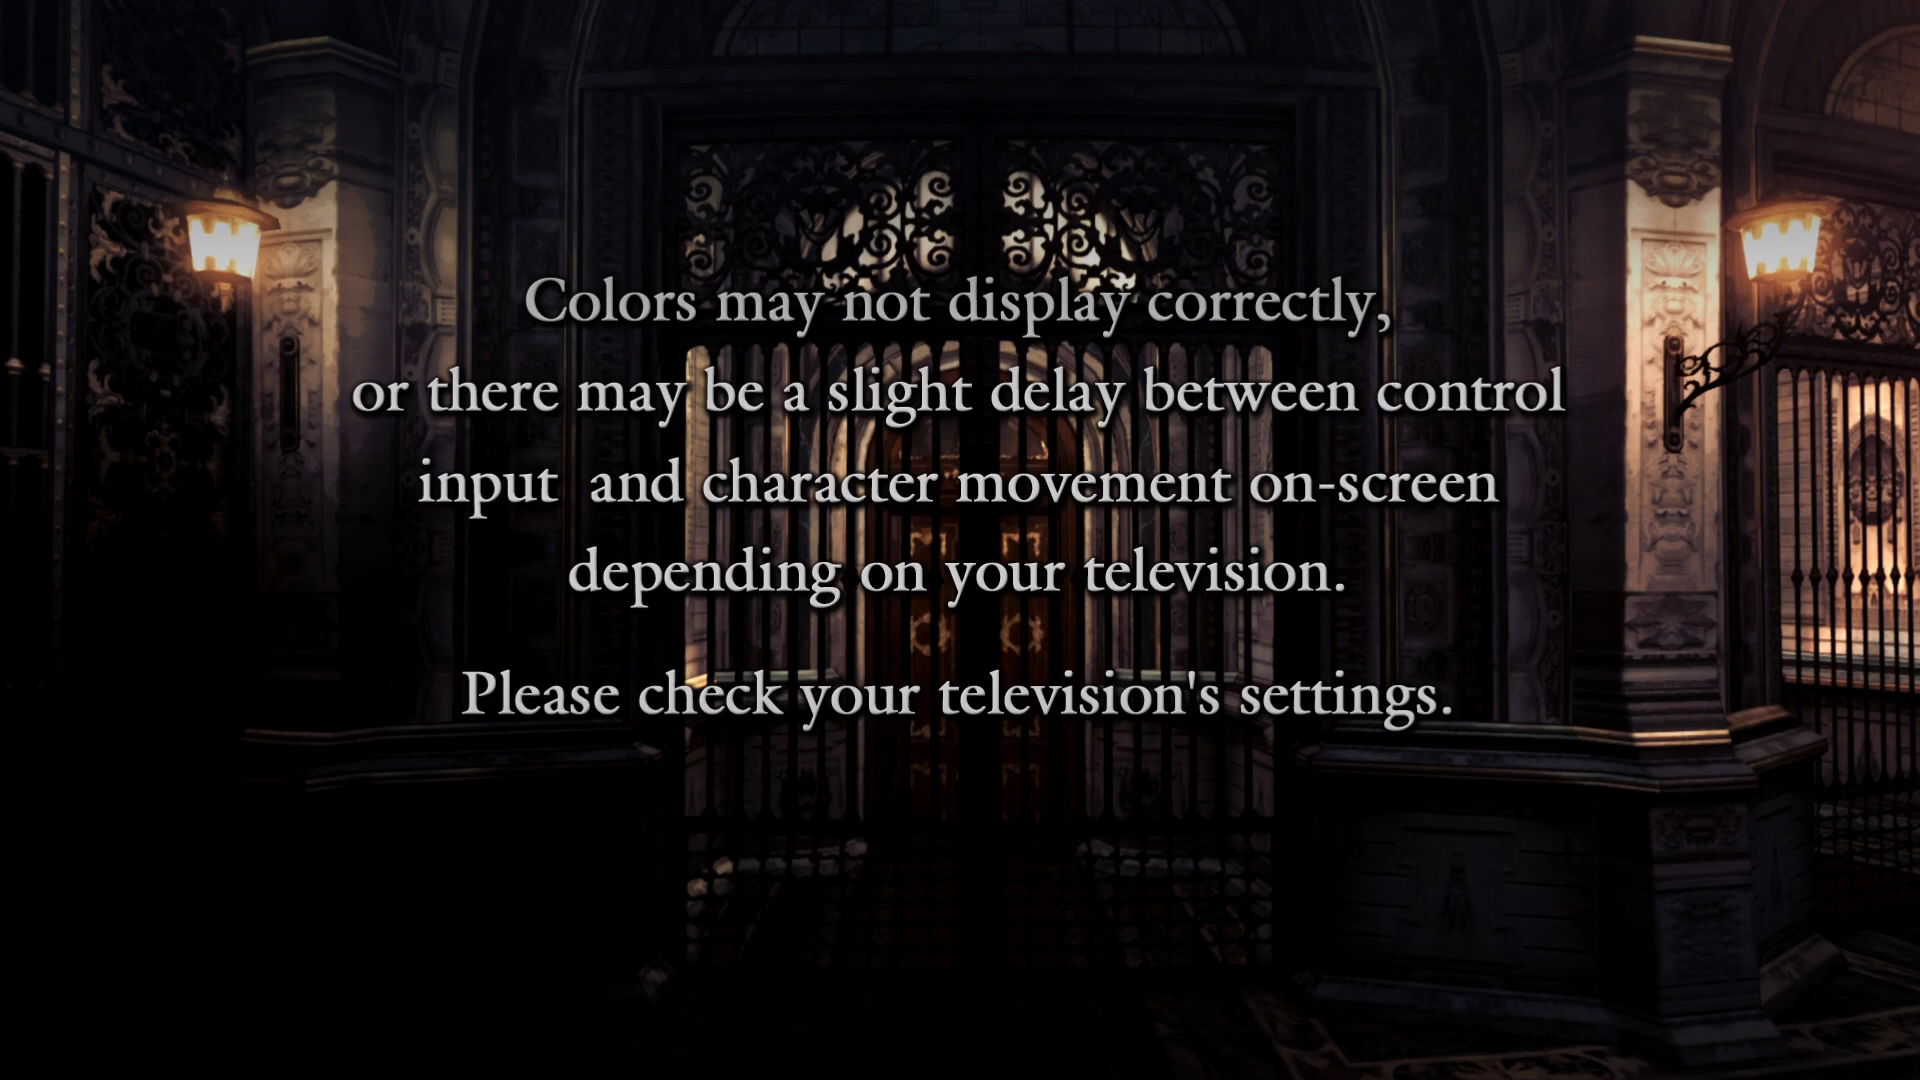 Colors may not display correctly,
or there may be a slight delay between control
input  and character movement on-screen
depending on your television.
Please check your television's settings.